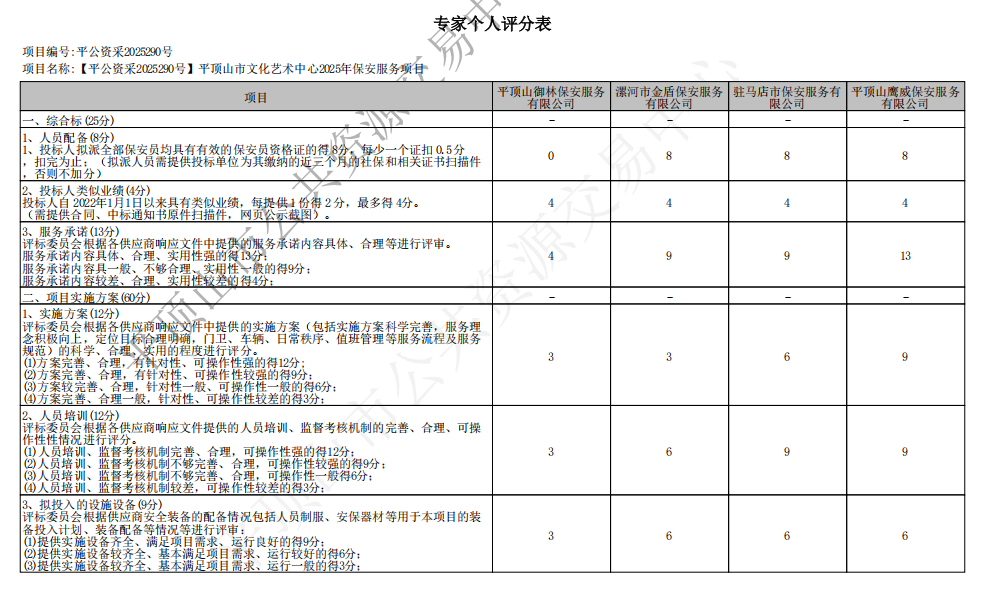 专家个人评分表
项目编号:平公资采2025290号
项目名称:【平公资采2025290号】平顶山市文化艺术中心2025年保安服务项目
项目 平顶山御林保安服务有限公司 漯河市金盾保安服务有限公司 驻马店市保安服务有限公司 平顶山鹰威保安服务有限公司
一、综合标(25分) – – – –
1、人员配备(8分)
1、投标人拟派全部保安员均具有有效的保安员资格证的得8分，每少一个证扣0.5分
，扣完为止；（拟派人员需提供投标单位为其缴纳的近三个月的社保和相关证书扫描件
，否则不加分）
0 8 8 8
2、投标人类似业绩(4分)
投标人自2022年1月1日以来具有类似业绩，每提供1份得2分，最多得4分。
（需提供合同、中标通知书原件扫描件，网页公示截图）。
4 4 4 4
3、服务承诺(13分)
评标委员会根据各供应商响应文件中提供的服务承诺内容具体、合理等进行评审。
服务承诺内容具体、合理、实用性强的得13分；
服务承诺内容具一般、不够合理、实用性一般的得9分；
服务承诺内容较差、合理、实用性较差的得4分；
4 9 9 13
二、项目实施方案(60分) – – – –
1、实施方案(12分)
评标委员会根据各供应商响应文件中提供的实施方案（包括实施方案科学完善，服务理
念积极向上，定位目标合理明确，门卫、车辆、日常秩序、值班管理等服务流程及服务
规范）的科学、合理、实用的程度进行评分。
(1)方案完善、合理，有针对性、可操作性强的得12分；
(2)方案完善、合理，有针对性、可操作性较强的得9分；
(3)方案较完善、合理，针对性一般、可操作性一般的得6分；
(4)方案完善、合理一般，针对性、可操作性较差的得3分；
3 3 6 9
2、人员培训(12分)
评标委员会根据各供应商响应文件提供的人员培训、监督考核机制的完善、合理、可操
作性性情况进行评分。
(1)人员培训、监督考核机制完善、合理，可操作性强的得12分；
(2)人员培训、监督考核机制不够完善、合理，可操作性较强的得9分；
(3)人员培训、监督考核机制不够完善、合理，可操作性一般得6分；
(4)人员培训、监督考核机制较差，可操作性较差的得3分；
3 6 9 9
3、拟投入的设施设备(9分)
评标委员会根据供应商安全装备的配备情况包括人员制服、安保器材等用于本项目的装
备投入计划、装备配备等情况等进行评审：
(1)提供实施设备齐全、满足项目需求、运行良好的得9分；
(2)提供实施设备较齐全、基本满足项目需求、运行较好的得6分；
(3)提供实施设备较齐全、基本满足项目需求、运行一般的得3分；
3 6 6 6
平顶山市公共资源交易中心
平顶山市公共资源交易中心